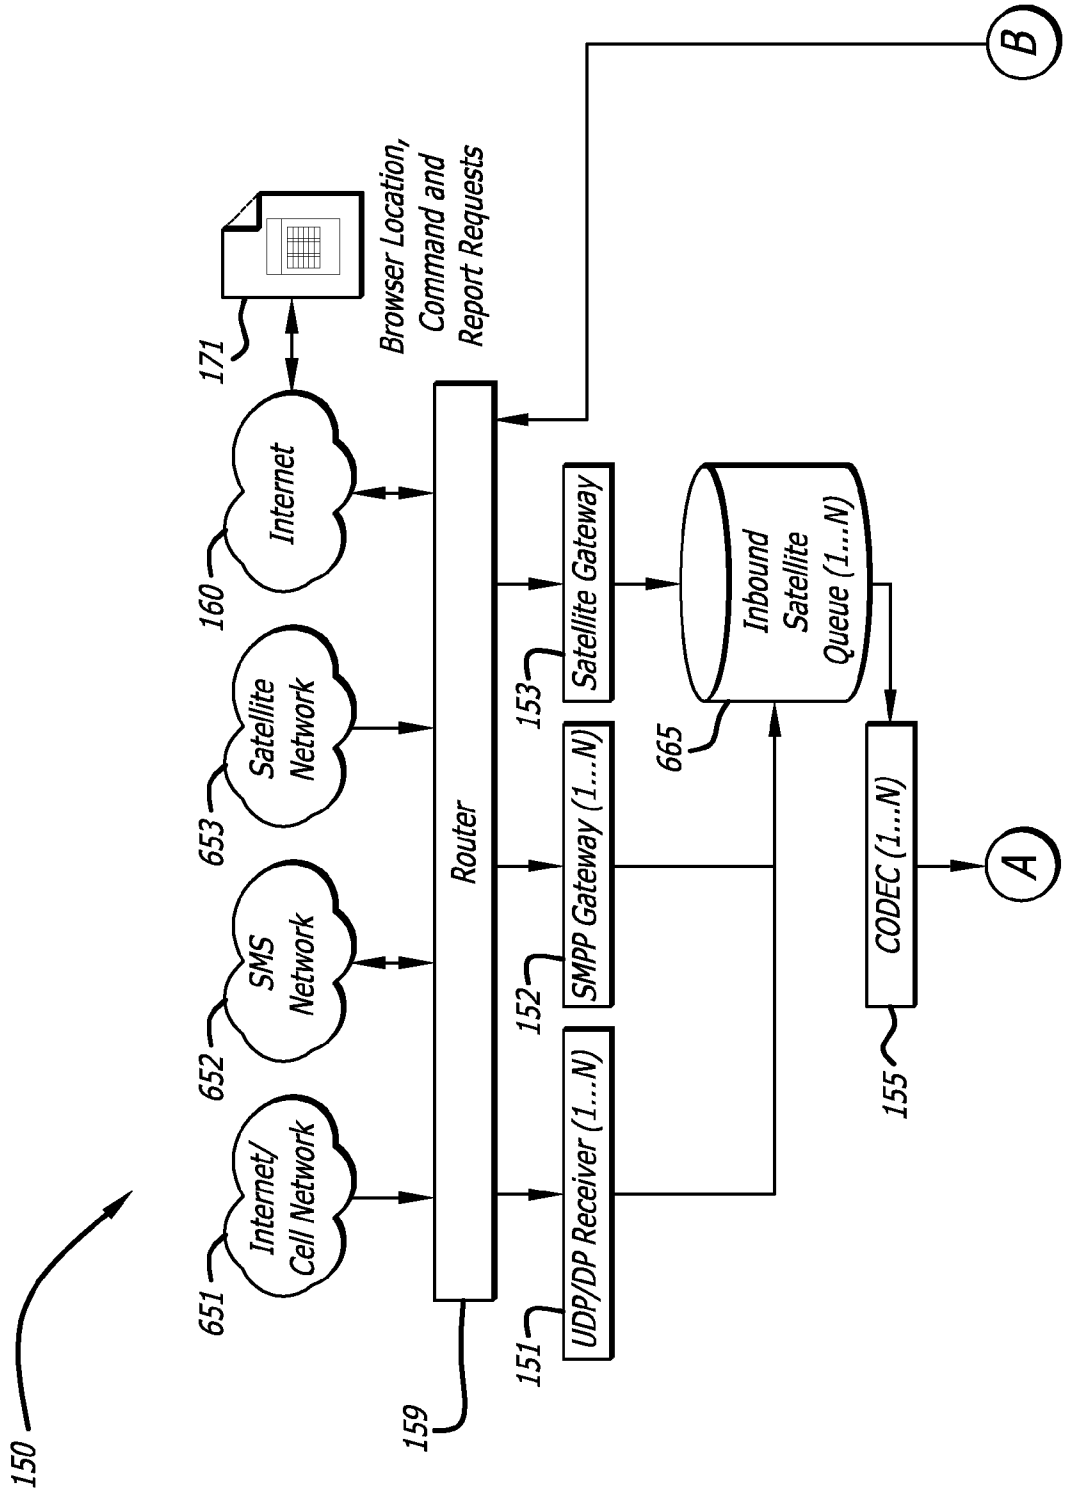 150
651
Internet/
Cell Network
652
SMS
Network
653
Satellite
Network
160
Internet
171
Browser Location,
Command and
Report Requests
159
Router
151
UDP/DP Receiver (1...N)
152
SMPP Gateway (1...N)
153
Satellite Gateway
665
Inbound
Satellite
Queue (1...N)
155
CODEC (1...N)
A
B